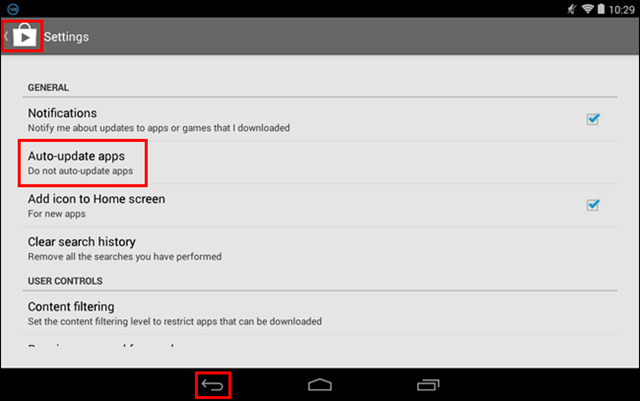 10:29
Settings
GENERAL
Notifications
Notify me about updates to apps or games that I downloaded
Auto-update apps
Do not auto-update apps
Add icon to Home screen
For new apps
Clear search history
Remove all the searches you have performed
USER CONTROLS
Content filtering
Set the content filtering level to restrict apps that can be downloaded